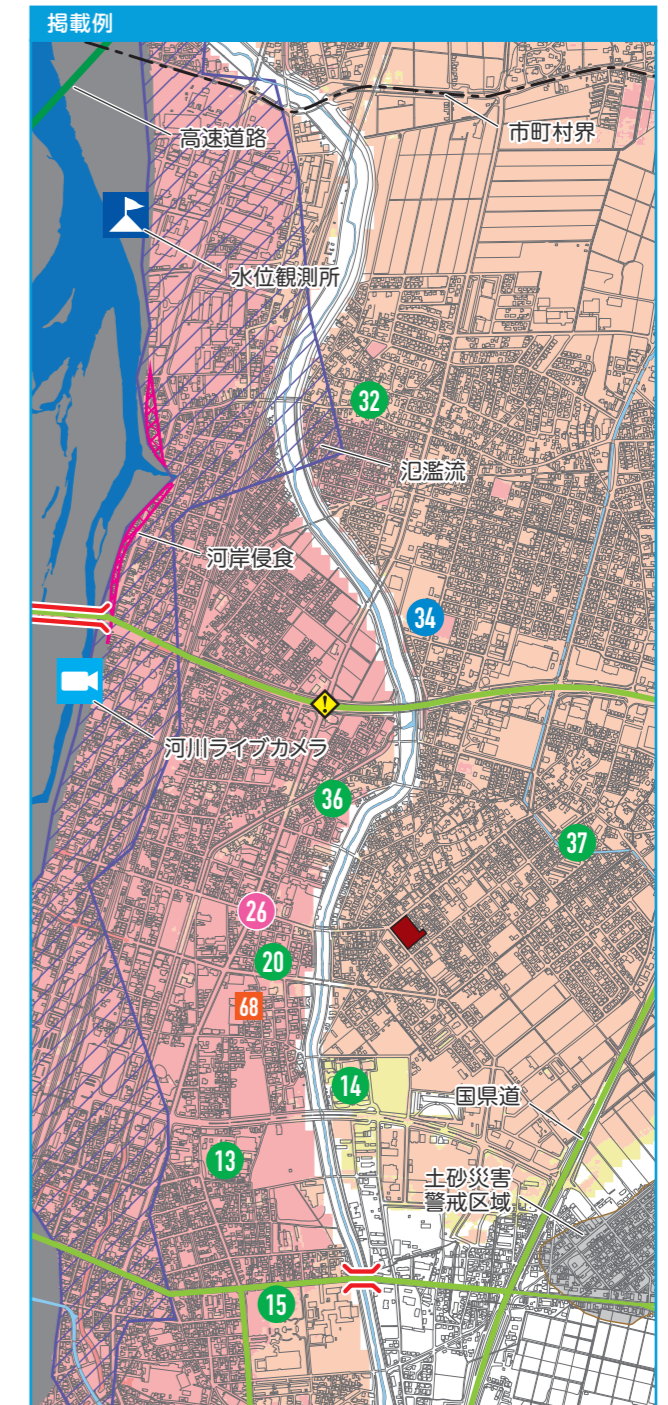 掲載例
高速道路
市町村界
水位観測所
32
氾濫流
河岸侵食
34
!
河川ライブカメラ
36
37
26
20
68
14
国県道
13
土砂災害
警戒区域
15